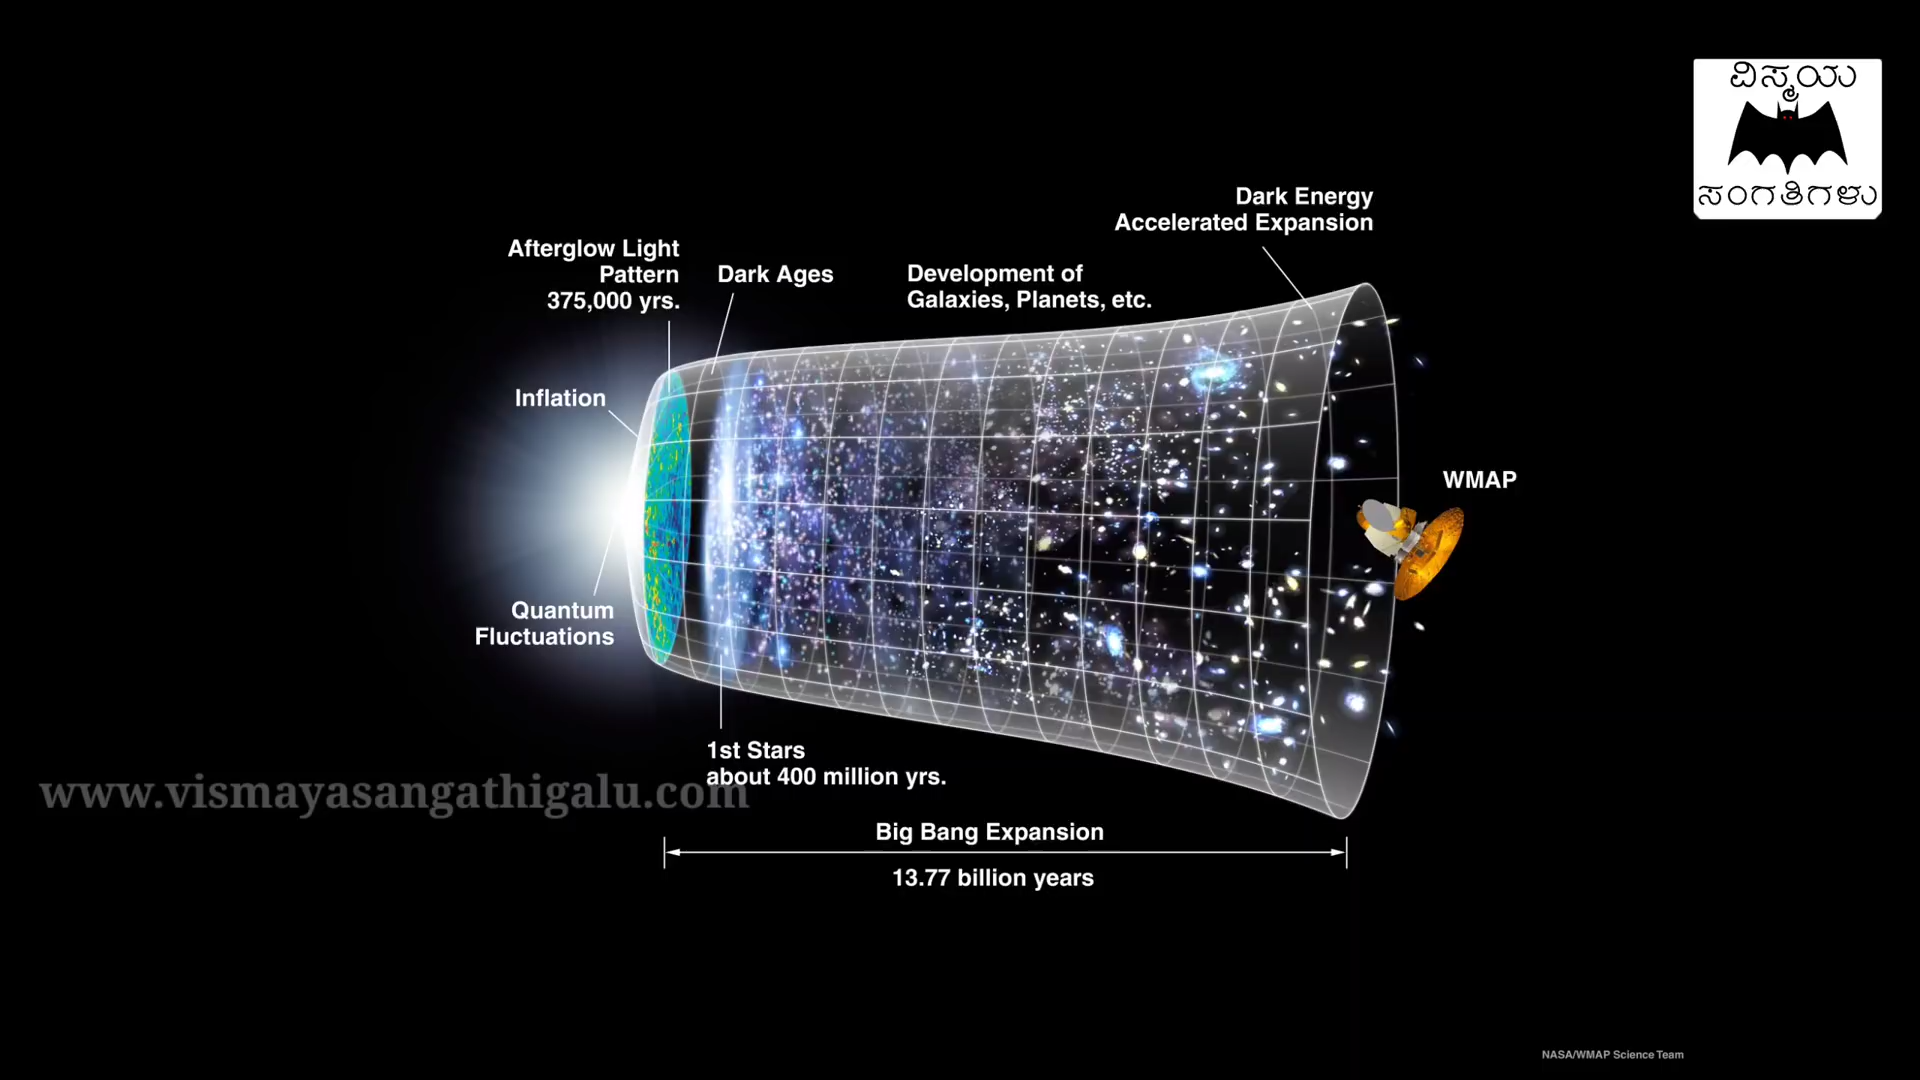 ವಿಸ್ಮಯ
ಸಂಗತಿಗಳು
Dark Energy
Accelerated Expansion
Afterglow Light
Pattern
375,000 yrs.
Dark Ages
Development of
Galaxies, Planets, etc.
Inflation
WMAP
Quantum
Fluctuations
1st Stars
about 400 million yrs.
www.vismayasangathigalu.com
Big Bang Expansion
13.77 billion years
NASA/WMAP Science Team